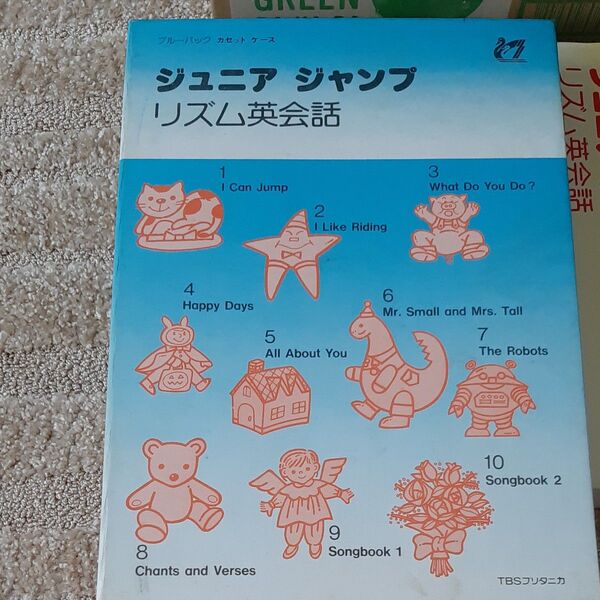 GREEN
ブルーパック カセット ケース
ジュニア ジャンプ
リズム英会話
リズム英会話
1
I Can Jump
2
I Like Riding
3
What Do You Do?
4
Happy Days
5
All About You
6
Mr. Small and Mrs. Tall
7
The Robots
8
Chants and Verses
9
Songbook 1
10
Songbook 2
TBSブリタニカ